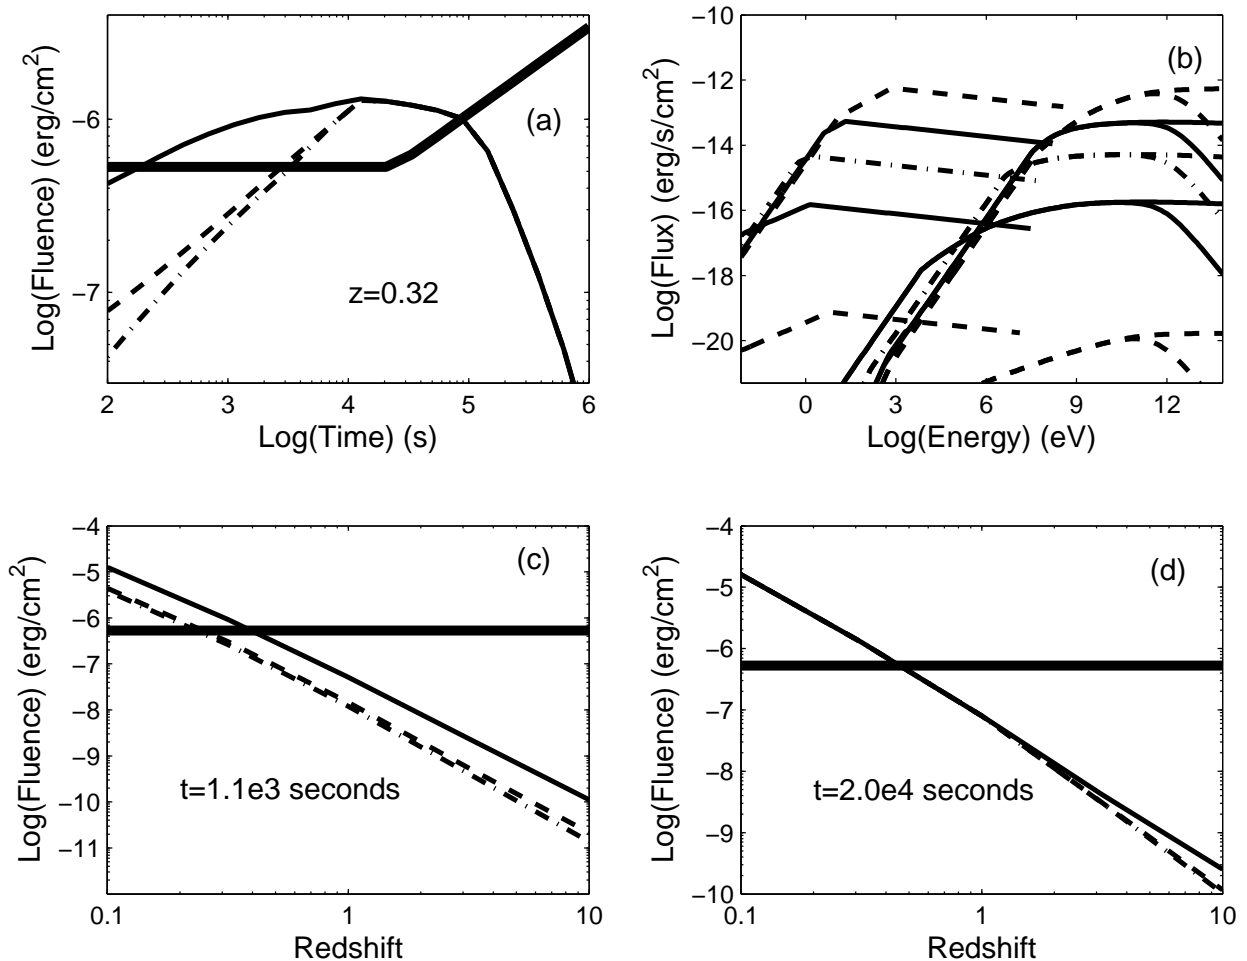 (a)
z=0.32
−6
−7
2 3 4 5 6
Log(Time) (s)
Log(Fluence) (erg/cm²)
(b)
−10
−12
−14
−16
−18
−20
0 3 6 9 12
Log(Energy) (eV)
Log(Flux) (erg/s/cm²)
(c)
t=1.1e3 seconds
−4
−5
−6
−7
−8
−9
−10
−11
0.1 1 10
Redshift
Log(Fluence) (erg/cm²)
(d)
t=2.0e4 seconds
−4
−5
−6
−7
−8
−9
−10
0.1 1 10
Redshift
Log(Fluence) (erg/cm²)